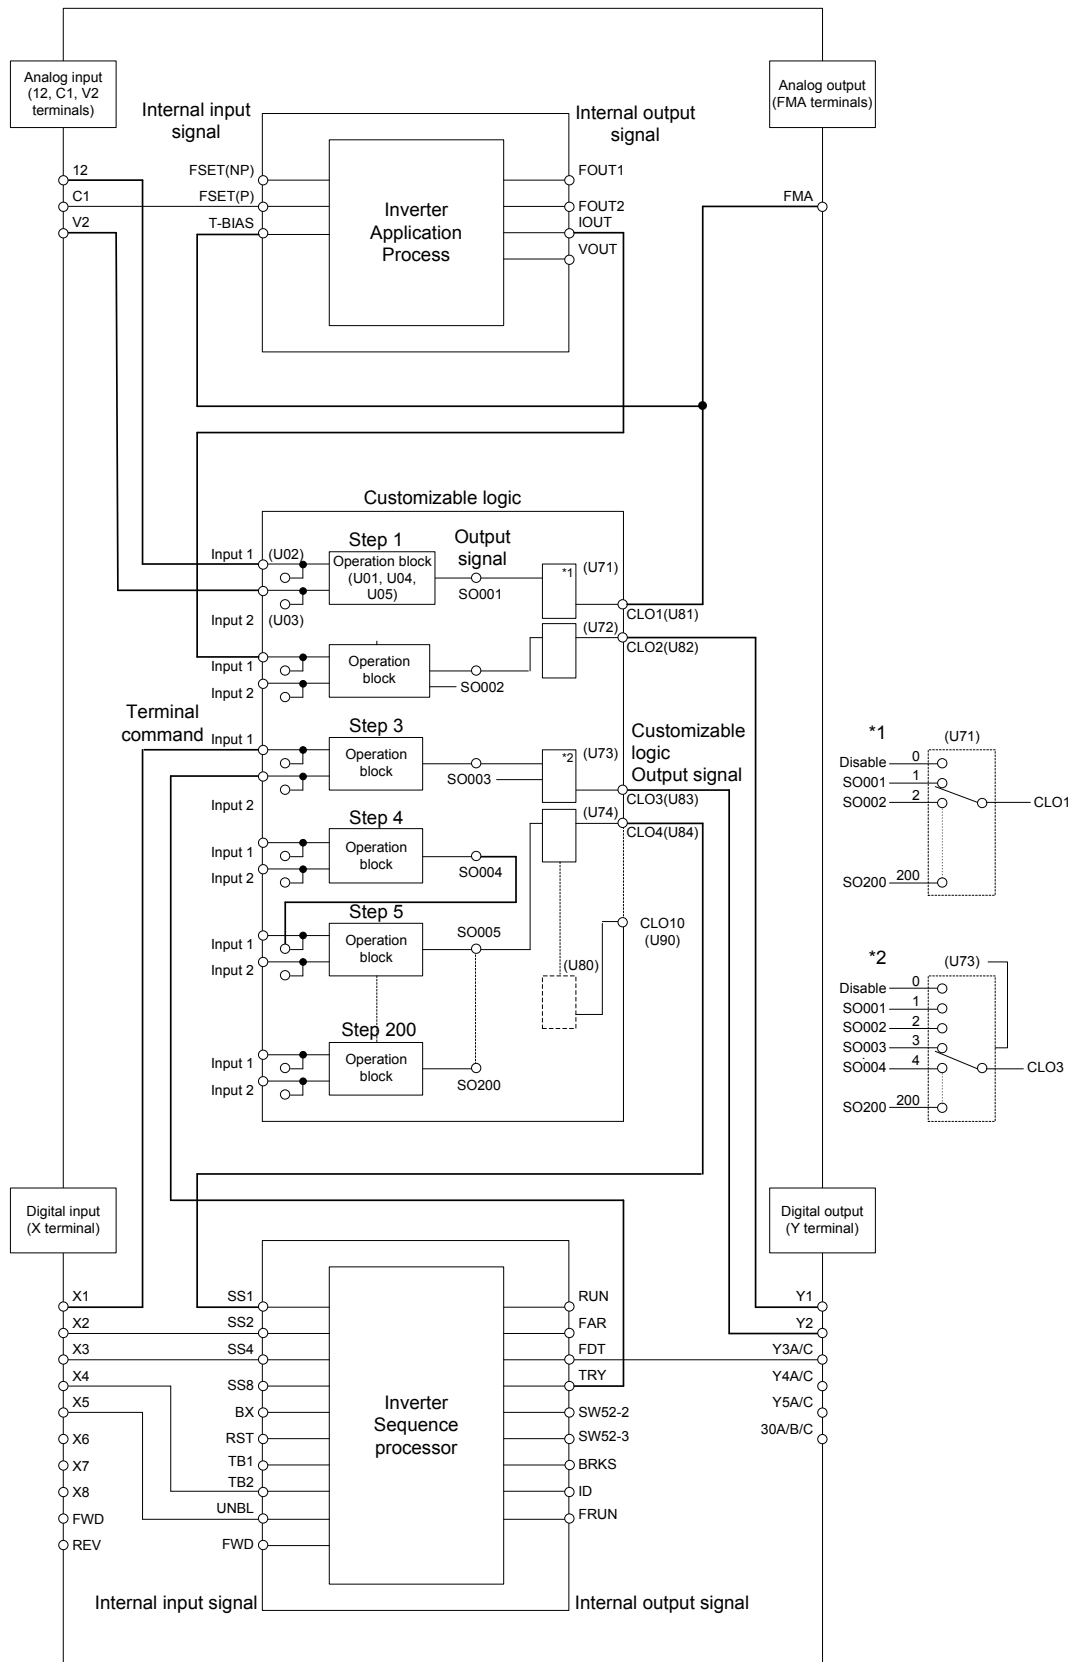 Analog input
(12, C1, V2
terminals)
Analog output
(FMA terminals)
Internal input
signal
Internal output
signal
12
C1
V2
FSET(NP)
FSET(P)
T-BIAS
Inverter
Application
Process
FOUT1
FOUT2
IOUT
VOUT
FMA
Customizable logic
Step 1
Output
signal
Input 1
(U02)
Operation block
(U01, U04,
U05)
SO001
*1
(U71)
CLO1(U81)
Input 2
(U03)
(U72)
CLO2(U82)
Input 1
Operation
block
SO002
Input 2
Terminal
command
Step 3
Input 1
Operation
block
SO003
*2
(U73)
Customizable
logic
Output signal
CLO3(U83)
Input 2
(U74)
CLO4(U84)
Step 4
Input 1
Operation
block
SO004
Input 2
Step 5
Input 1
Operation
block
SO005
Input 2
CLO10
(U90)
(U80)
Step 200
Input 1
Operation
block
SO200
Input 2
*1
(U71)
Disable 0
SO001 1
SO002 2
CLO1
SO200 200
*2
(U73)
Disable 0
SO001 1
SO002 2
SO003 3
SO004 4
CLO3
SO200 200
Digital input
(X terminal)
Digital output
(Y terminal)
X1
X2
X3
X4
X5
X6
X7
X8
FWD
REV
SS1
SS2
SS4
SS8
BX
RST
TB1
TB2
UNBL
FWD
Inverter
Sequence
processor
RUN
FAR
FDT
TRY
SW52-2
SW52-3
BRKS
ID
FRUN
Y1
Y2
Y3A/C
Y4A/C
Y5A/C
30A/B/C
Internal input signal
Internal output signal